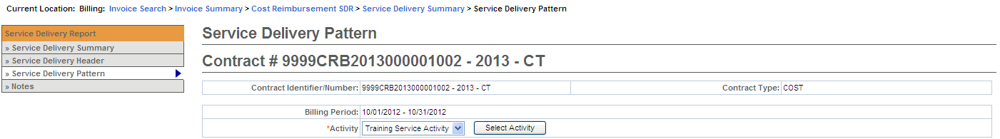 Current Location: Billing: Invoice Search > Invoice Summary > Cost Reimbursement SDR > Service Delivery Summary > Service Delivery Pattern
Service Delivery Report
» Service Delivery Summary
» Service Delivery Header
» Service Delivery Pattern
» Notes
Service Delivery Pattern
Contract # 9999CRB2013000001002 - 2013 - CT
Contract Identifier/Number: 9999CRB2013000001002 - 2013 - CT Contract Type: COST
Billing Period: 10/01/2012 - 10/31/2012
*Activity Training Service Activity Select Activity